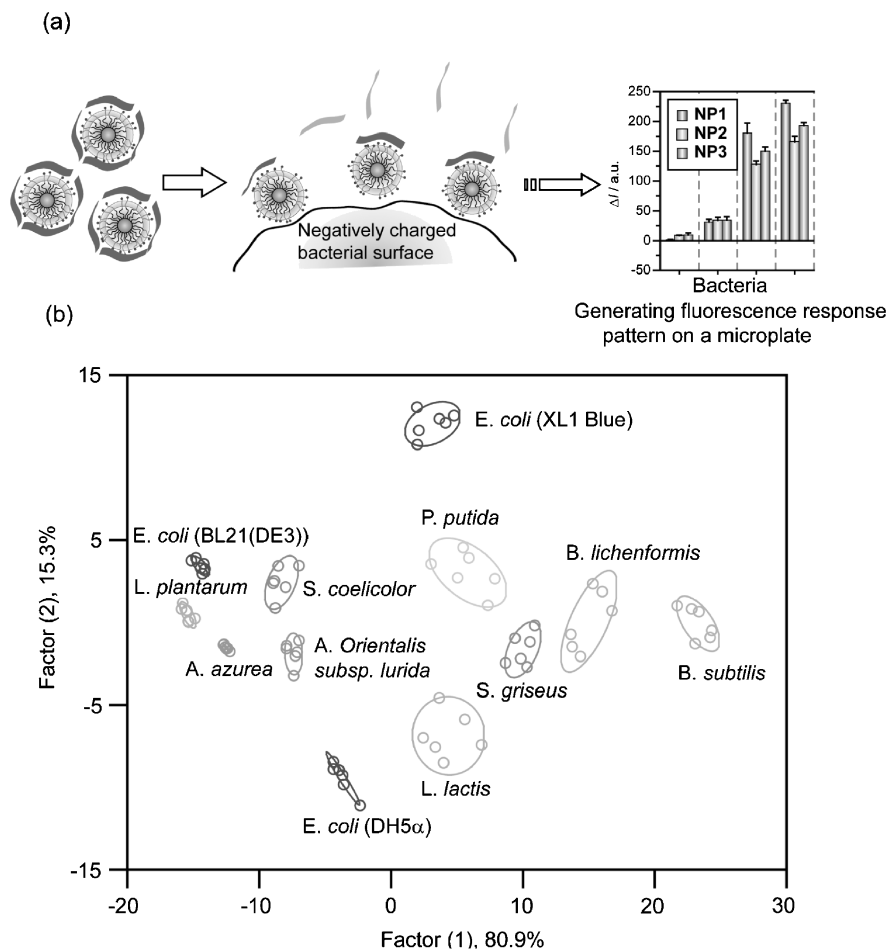 (a)
250
200
150
100
50
0
-50
ΔI / a.u.
NP1
NP2
NP3
Negatively charged
bacterial surface
Bacteria
Generating fluorescence response
pattern on a microplate
(b)
15
5
-5
-15
Factor (2), 15.3%
E. coli (XL1 Blue)
P. putida
E. coli (BL21(DE3))
B. lichenformis
L. plantarum
S. coelicolor
A. azurea
A. Orientalis
subsp. lurida
S. griseus
B. subtilis
L. lactis
E. coli (DH5α)
-20
-10
0
10
20
30
Factor (1), 80.9%